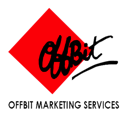 OffBit
OFFBIT MARKETING SERVICES